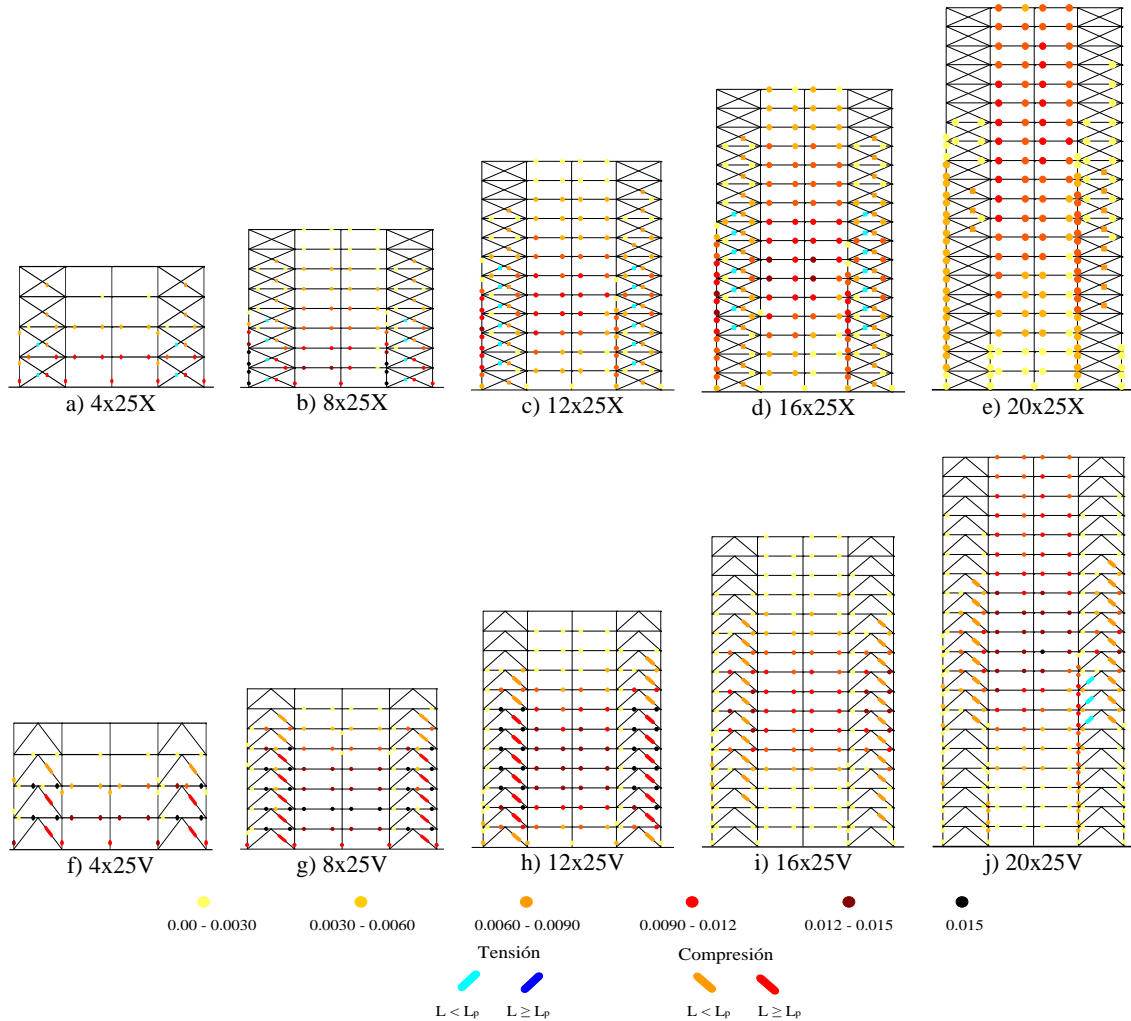 a) 4x25X
b) 8x25X
c) 12x25X
d) 16x25X
e) 20x25X
f) 4x25V
g) 8x25V
h) 12x25V
i) 16x25V
j) 20x25V
0.00 - 0.0030
0.0030 - 0.0060
0.0060 - 0.0090
0.0090 - 0.012
0.012 - 0.015
0.015
Tensión
Compresión
L < Lₚ
L ≥ Lₚ
L < Lₚ
L ≥ Lₚ